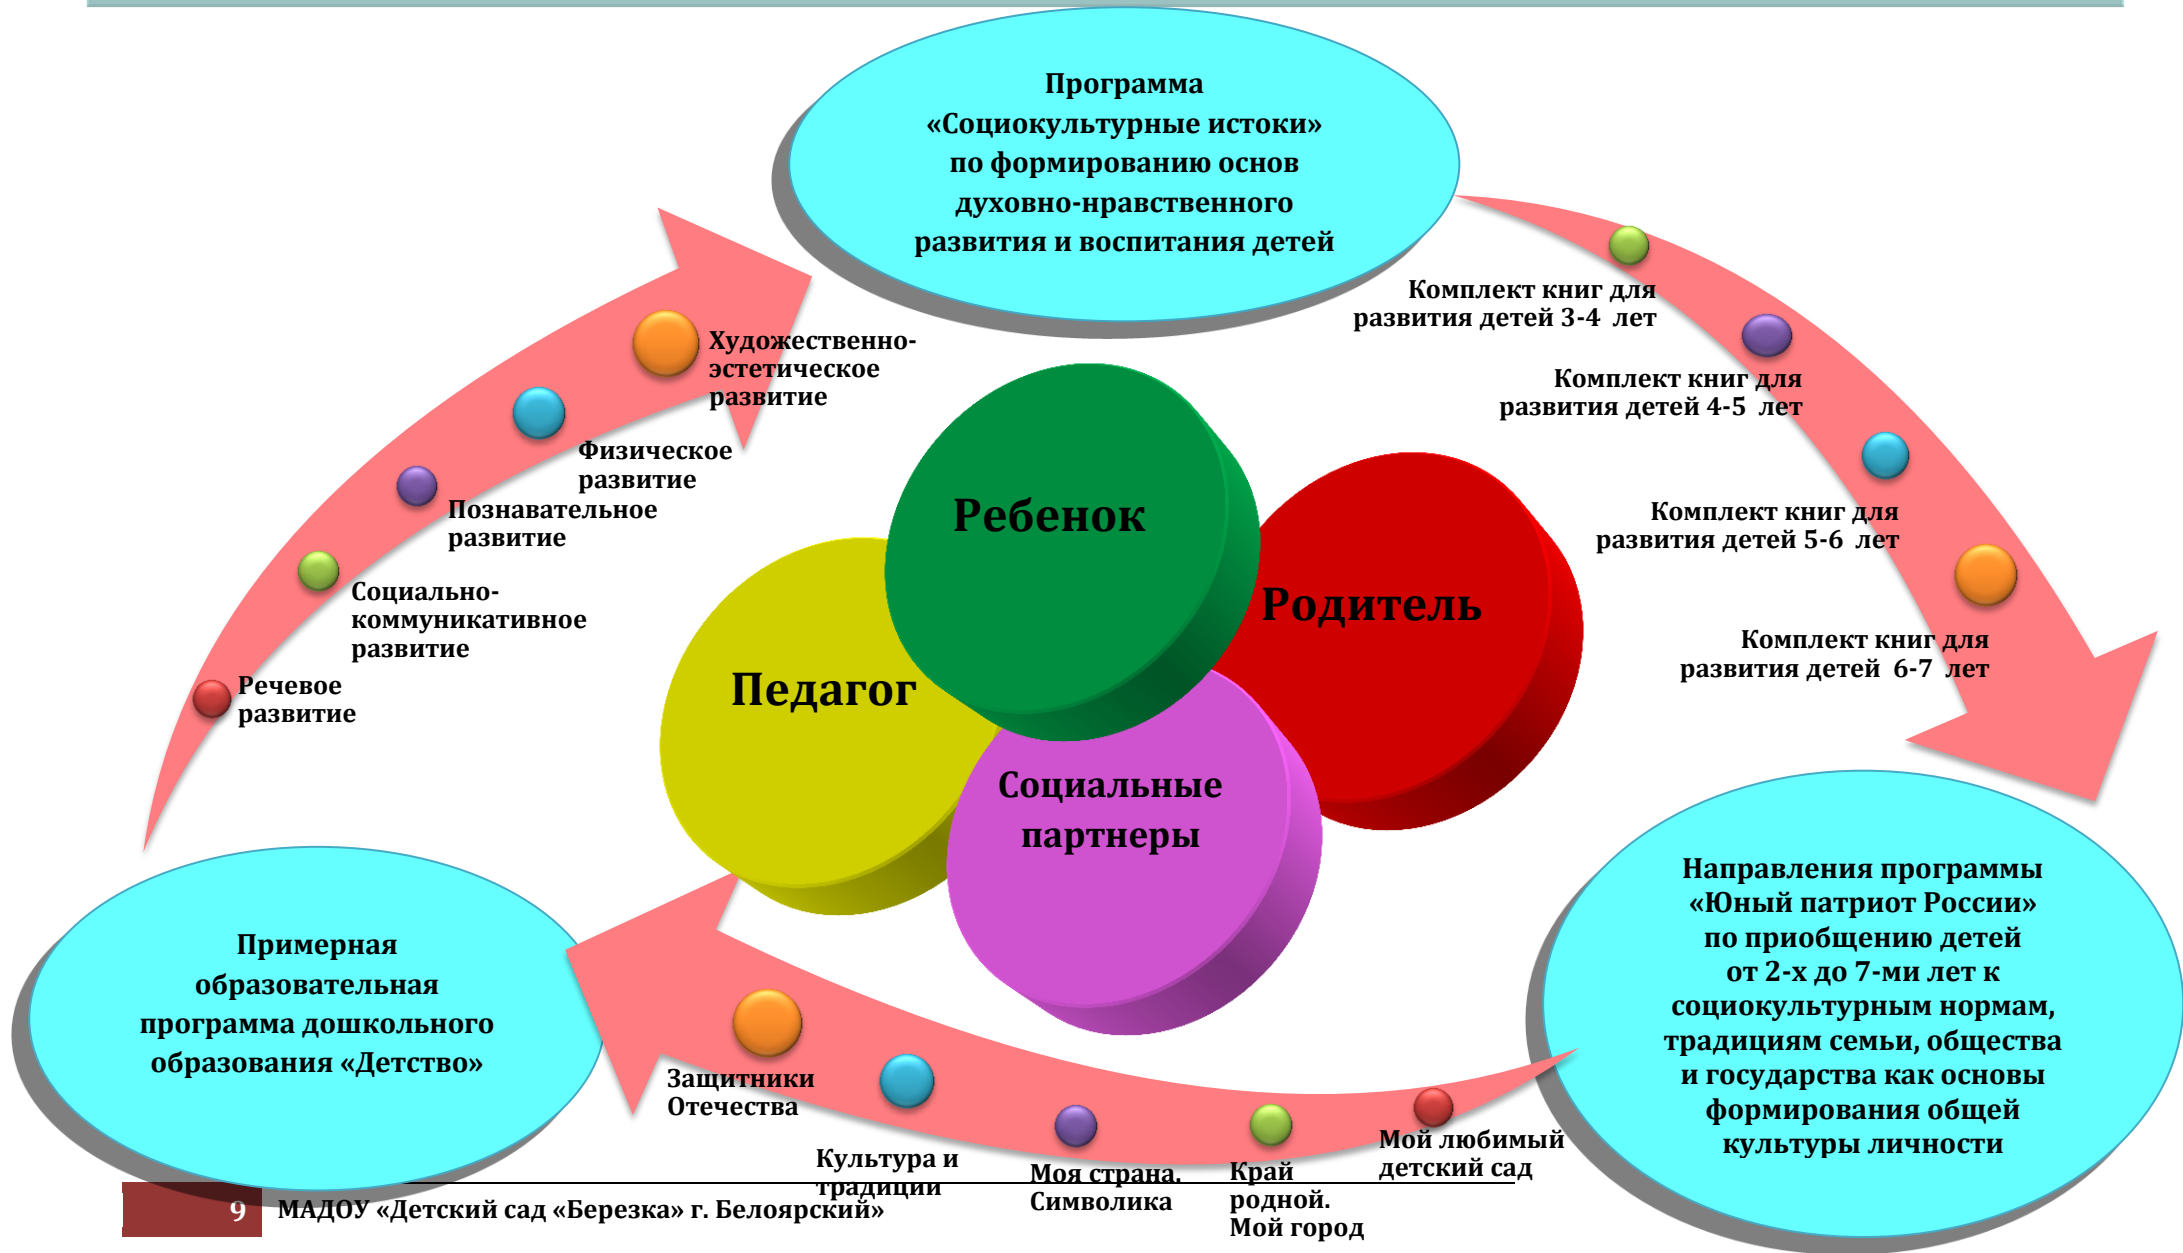 Программа
«Социокультурные истоки»
по формированию основ
духовно-нравственного
развития и воспитания детей
Комплект книг для
развития детей 3-4 лет
Комплект книг для
развития детей 4-5 лет
Комплект книг для
развития детей 5-6 лет
Комплект книг для
развития детей 6-7 лет
Художественно-
эстетическое
развитие
Физическое
развитие
Познавательное
развитие
Социально-
коммуникативное
развитие
Речевое
развитие
Ребенок
Родитель
Педагог
Социальные
партнеры
Направления программы
«Юный патриот России»
по приобщению детей
от 2-х до 7-ми лет к
социокультурным нормам,
традициям семьи, общества
и государства как основы
формирования общей
культуры личности
Примерная
образовательная
программа дошкольного
образования «Детство»
Защитники
Отечества
Культура и
традиции
Моя страна.
Символика
Край
родной.
Мой город
Мой любимый
детский сад
9 МАДОУ «Детский сад «Березка» г. Белоярский»